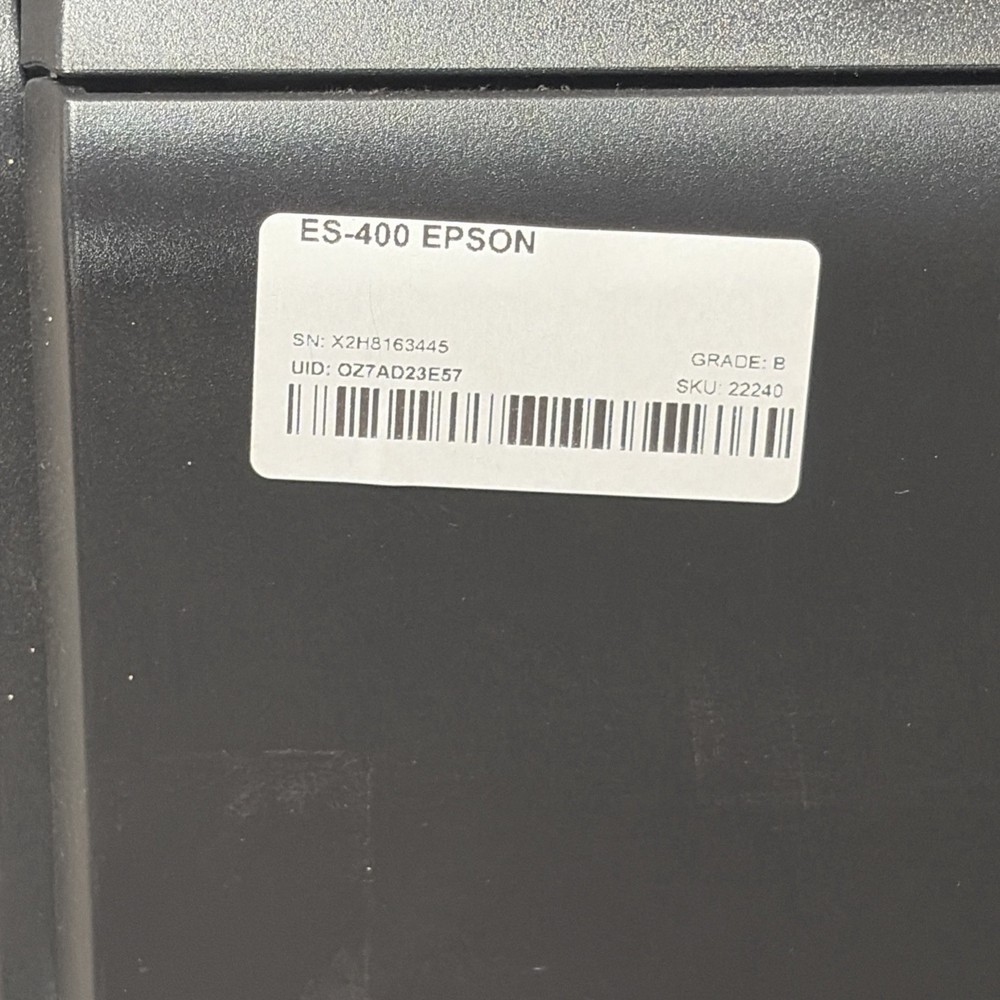 ES-400 EPSON
SN: X2H8163445
GRADE: B
UID: OZ7AD23E57
SKU: 22240